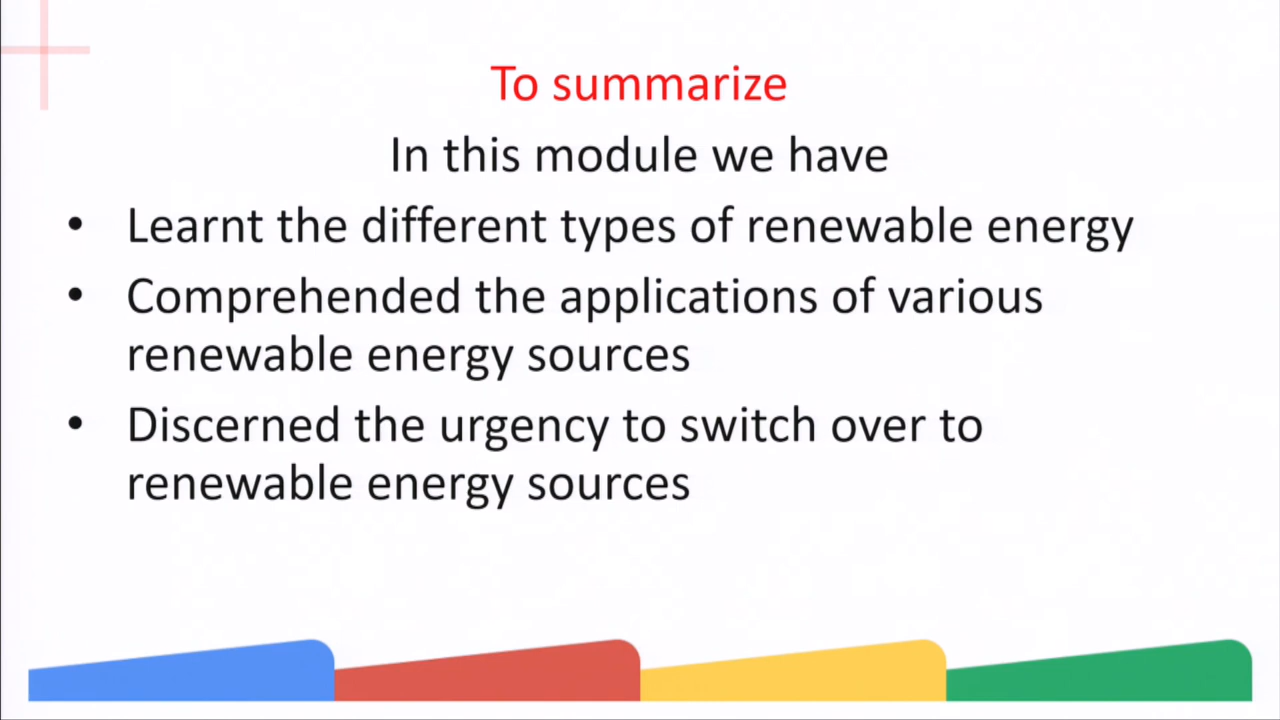 To summarize
In this module we have
• Learnt the different types of renewable energy
• Comprehended the applications of various
renewable energy sources
• Discerned the urgency to switch over to
renewable energy sources